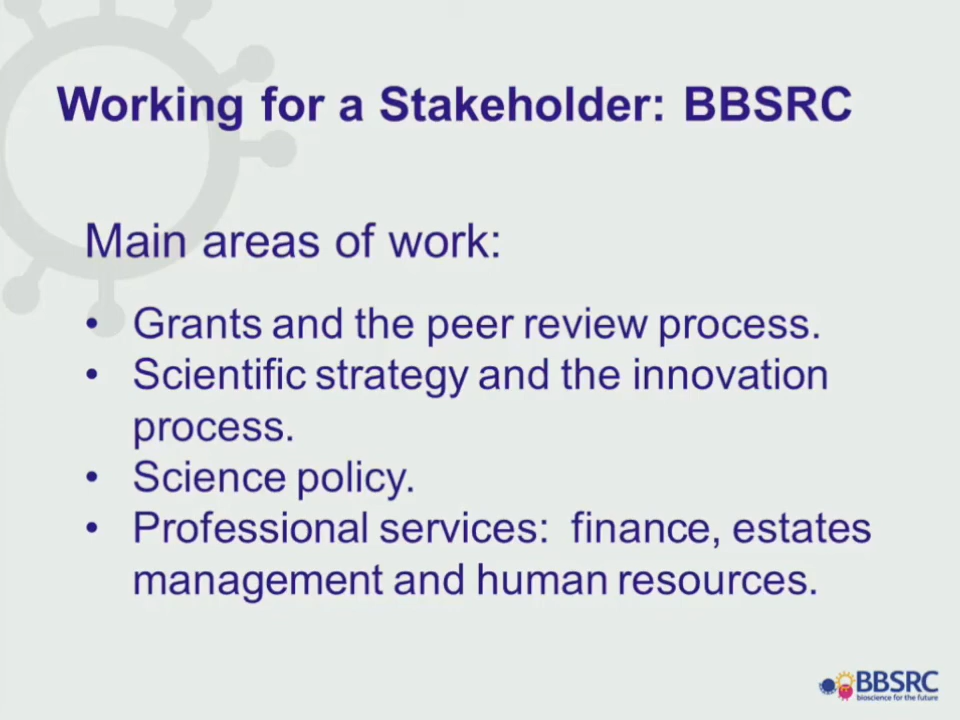 Working for a Stakeholder: BBSRC
Main areas of work:
• Grants and the peer review process.
• Scientific strategy and the innovation
process.
• Science policy.
• Professional services: finance, estates
management and human resources.
BBSRC
bioscience for the future